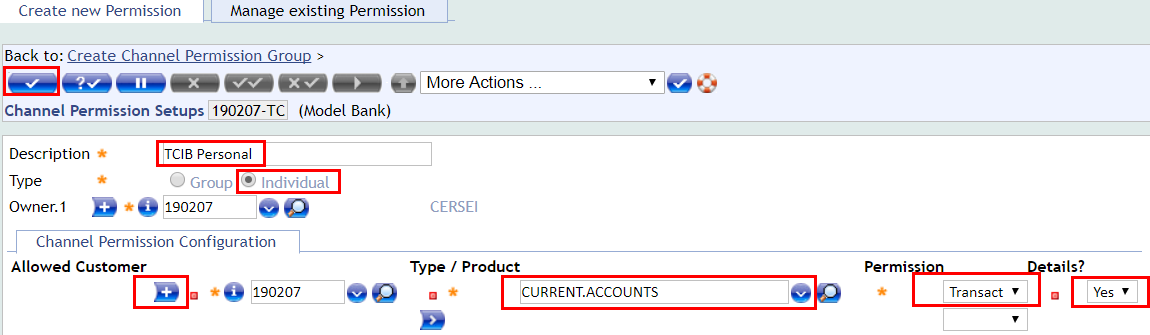 Create new Permission Manage existing Permission
Back to: Create Channel Permission Group >
More Actions ...
Channel Permission Setups 190207-TC (Model Bank)
Description * TCIB Personal
Type * Group Individual
Owner.1 * 190207 CERSEI
Channel Permission Configuration
Allowed Customer Type / Product Permission Details?
* 190207 * CURRENT.ACCOUNTS * Transact Yes